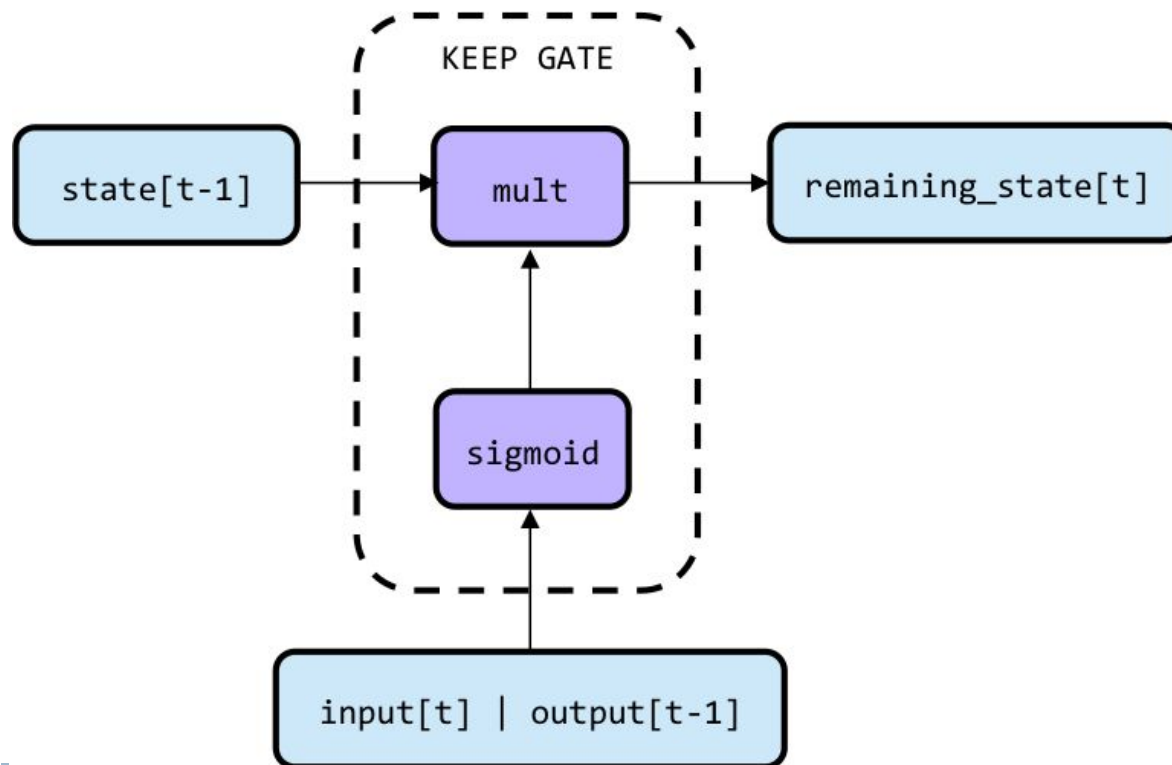 KEEP GATE
state[t-1]
mult
remaining_state[t]
sigmoid
input[t] | output[t-1]